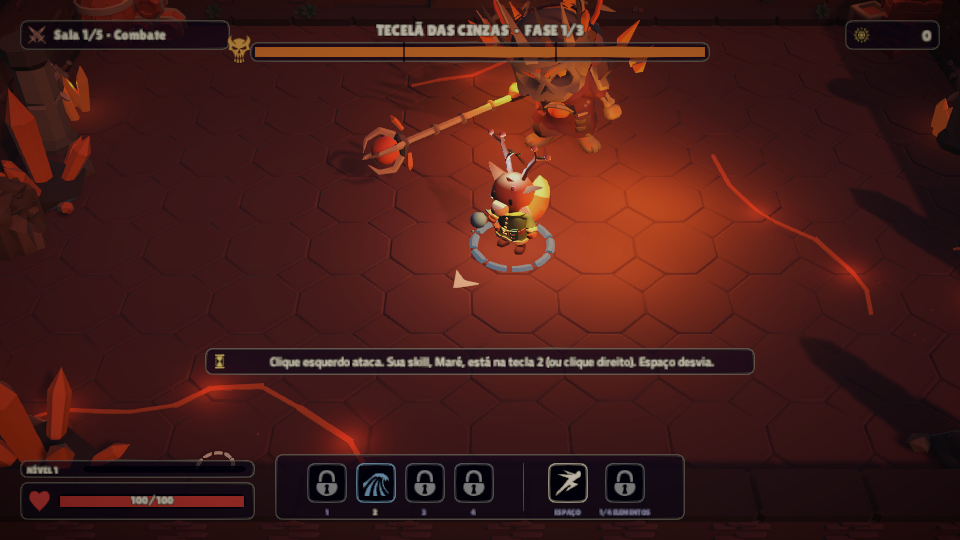 Sala 1/5 · Combate
TECELÃ DAS CINZAS · FASE 1/3
0
Clique esquerdo ataca. Sua skill, Maré, está na tecla 2 (ou clique direito). Espaço desvia.
NÍVEL 1
100/100
1
2
3
4
ESPAÇO
1/4 ELEMENTOS